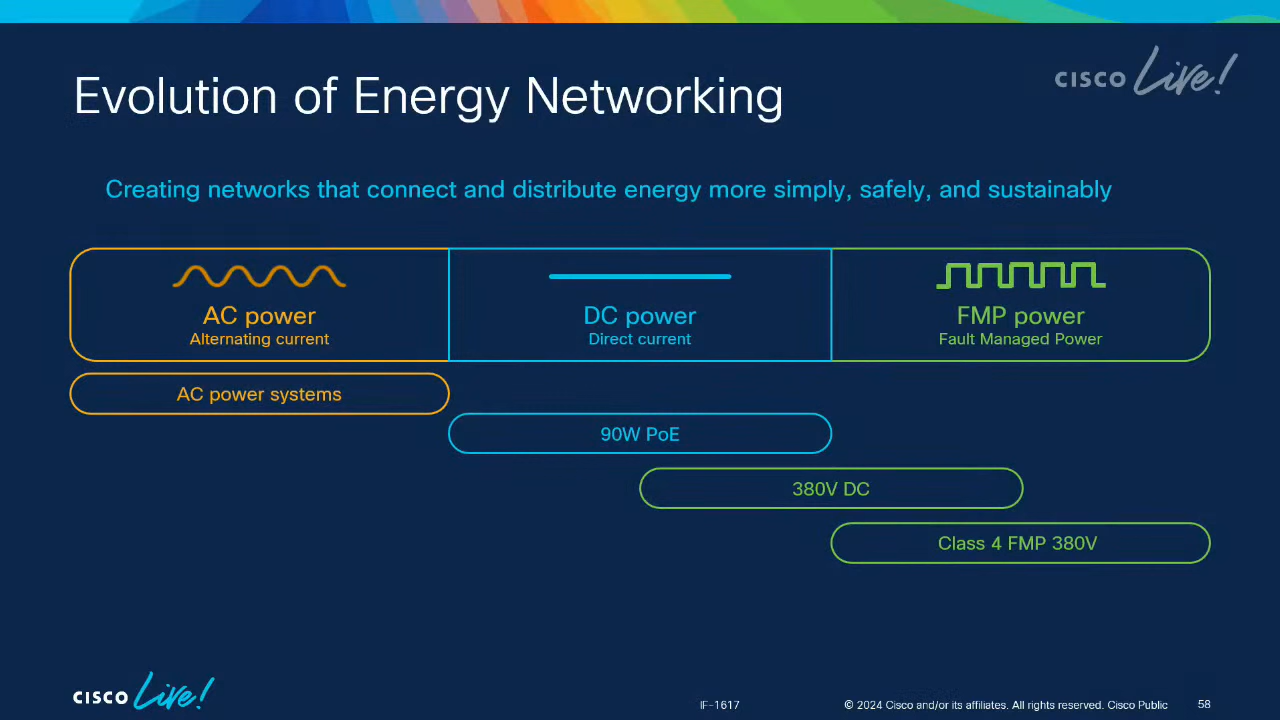 CISCO Live!
Evolution of Energy Networking
Creating networks that connect and distribute energy more simply, safely, and sustainably
AC power
Alternating current
DC power
Direct current
FMP power
Fault Managed Power
AC power systems
90W PoE
380V DC
Class 4 FMP 380V
CISCO Live!
IF-1617
© 2024 Cisco and/or its affiliates. All rights reserved. Cisco Public
58